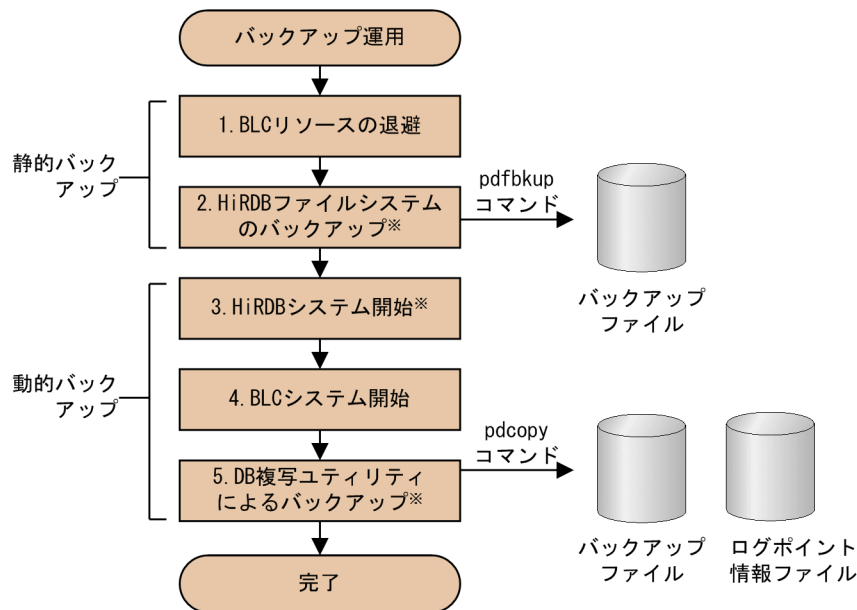 バックアップ運用
静的バック
アップ
1.BLCリソースの退避
2.HiRDBファイルシステム
のバックアップ※
pdfbkup
コマンド
バックアップ
ファイル
動的バック
アップ
3.HiRDBシステム開始※
4.BLCシステム開始
5.DB複写ユティリティ
によるバックアップ※
pdcopy
コマンド
バックアップ
ファイル
ログポイント
情報ファイル
完了